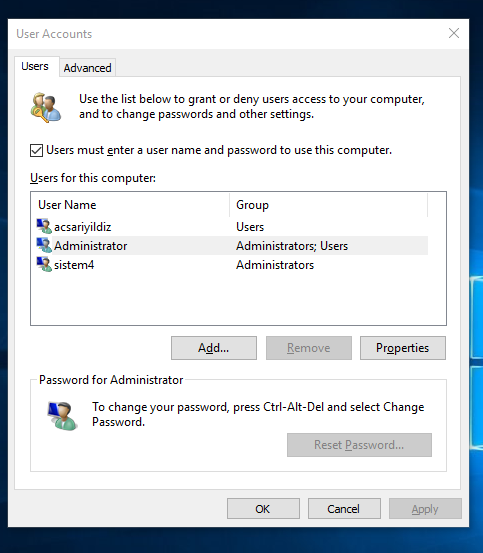 User Accounts
Users
Advanced
Use the list below to grant or deny users access to your computer,
and to change passwords and other settings.
Users must enter a user name and password to use this computer.
Users for this computer:
User Name Group
acsariyildiz Users
Administrator Administrators; Users
sistem4 Administrators
Add... Remove Properties
Password for Administrator
To change your password, press Ctrl-Alt-Del and select Change
Password.
Reset Password...
OK Cancel Apply